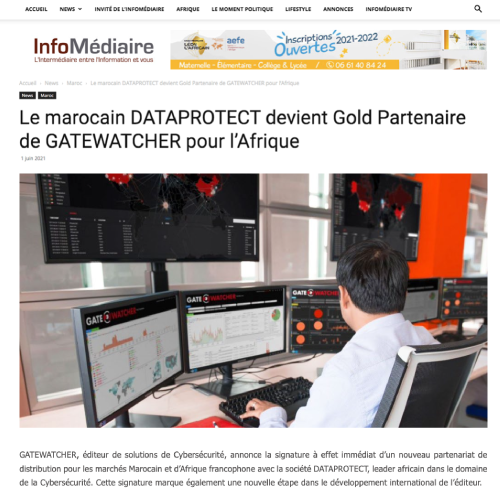 ACCUEIL NEWS INVITÉ DE L'INFOMÉDIAIRE AFRIQUE LE MOMENT POLITIQUE LIFESTYLE ANNONCES INFOMÉDIAIRE TV
InfoMédiaire
L'Intermédiaire entre l'Information et vous
aefe
Inscriptions 2021-2022
Ouvertes
Maternelle - Élémentaire - Collège & Lycée
05 61 40 84 24
Accueil › News › Maroc › Le marocain DATAPROTECT devient Gold Partenaire de GATEWATCHER pour l'Afrique
News Maroc
Le marocain DATAPROTECT devient Gold Partenaire
de GATEWATCHER pour l'Afrique
1 juin 2021
GATEWATCHER
GATEWATCHER
GATEWATCHER
GATEWATCHER, éditeur de solutions de Cybersécurité, annonce la signature à effet immédiat d'un nouveau partenariat de
distribution pour les marchés Marocain et d'Afrique francophone avec la société DATAPROTECT, leader africain dans le domaine
de la Cybersécurité. Cette signature marque également une nouvelle étape dans le développement international de l'éditeur.